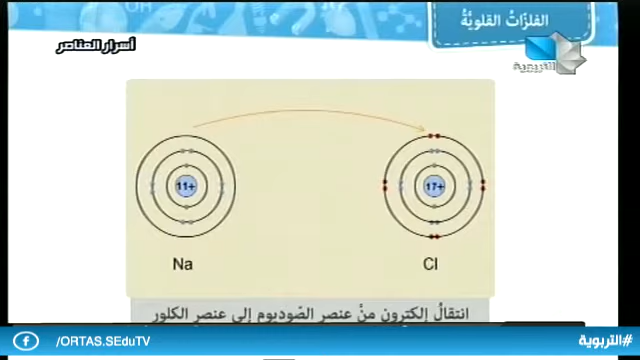 الفلزّاتُ القلويّةُ
أسرار العناصر
التربوية
11+
17+
Na
Cl
انتقالُ إلكترونٍ منْ عنصرِ الصّوديومِ إلى عنصرِ الكلورِ
/ORTAS.SEduTV
#التربوية